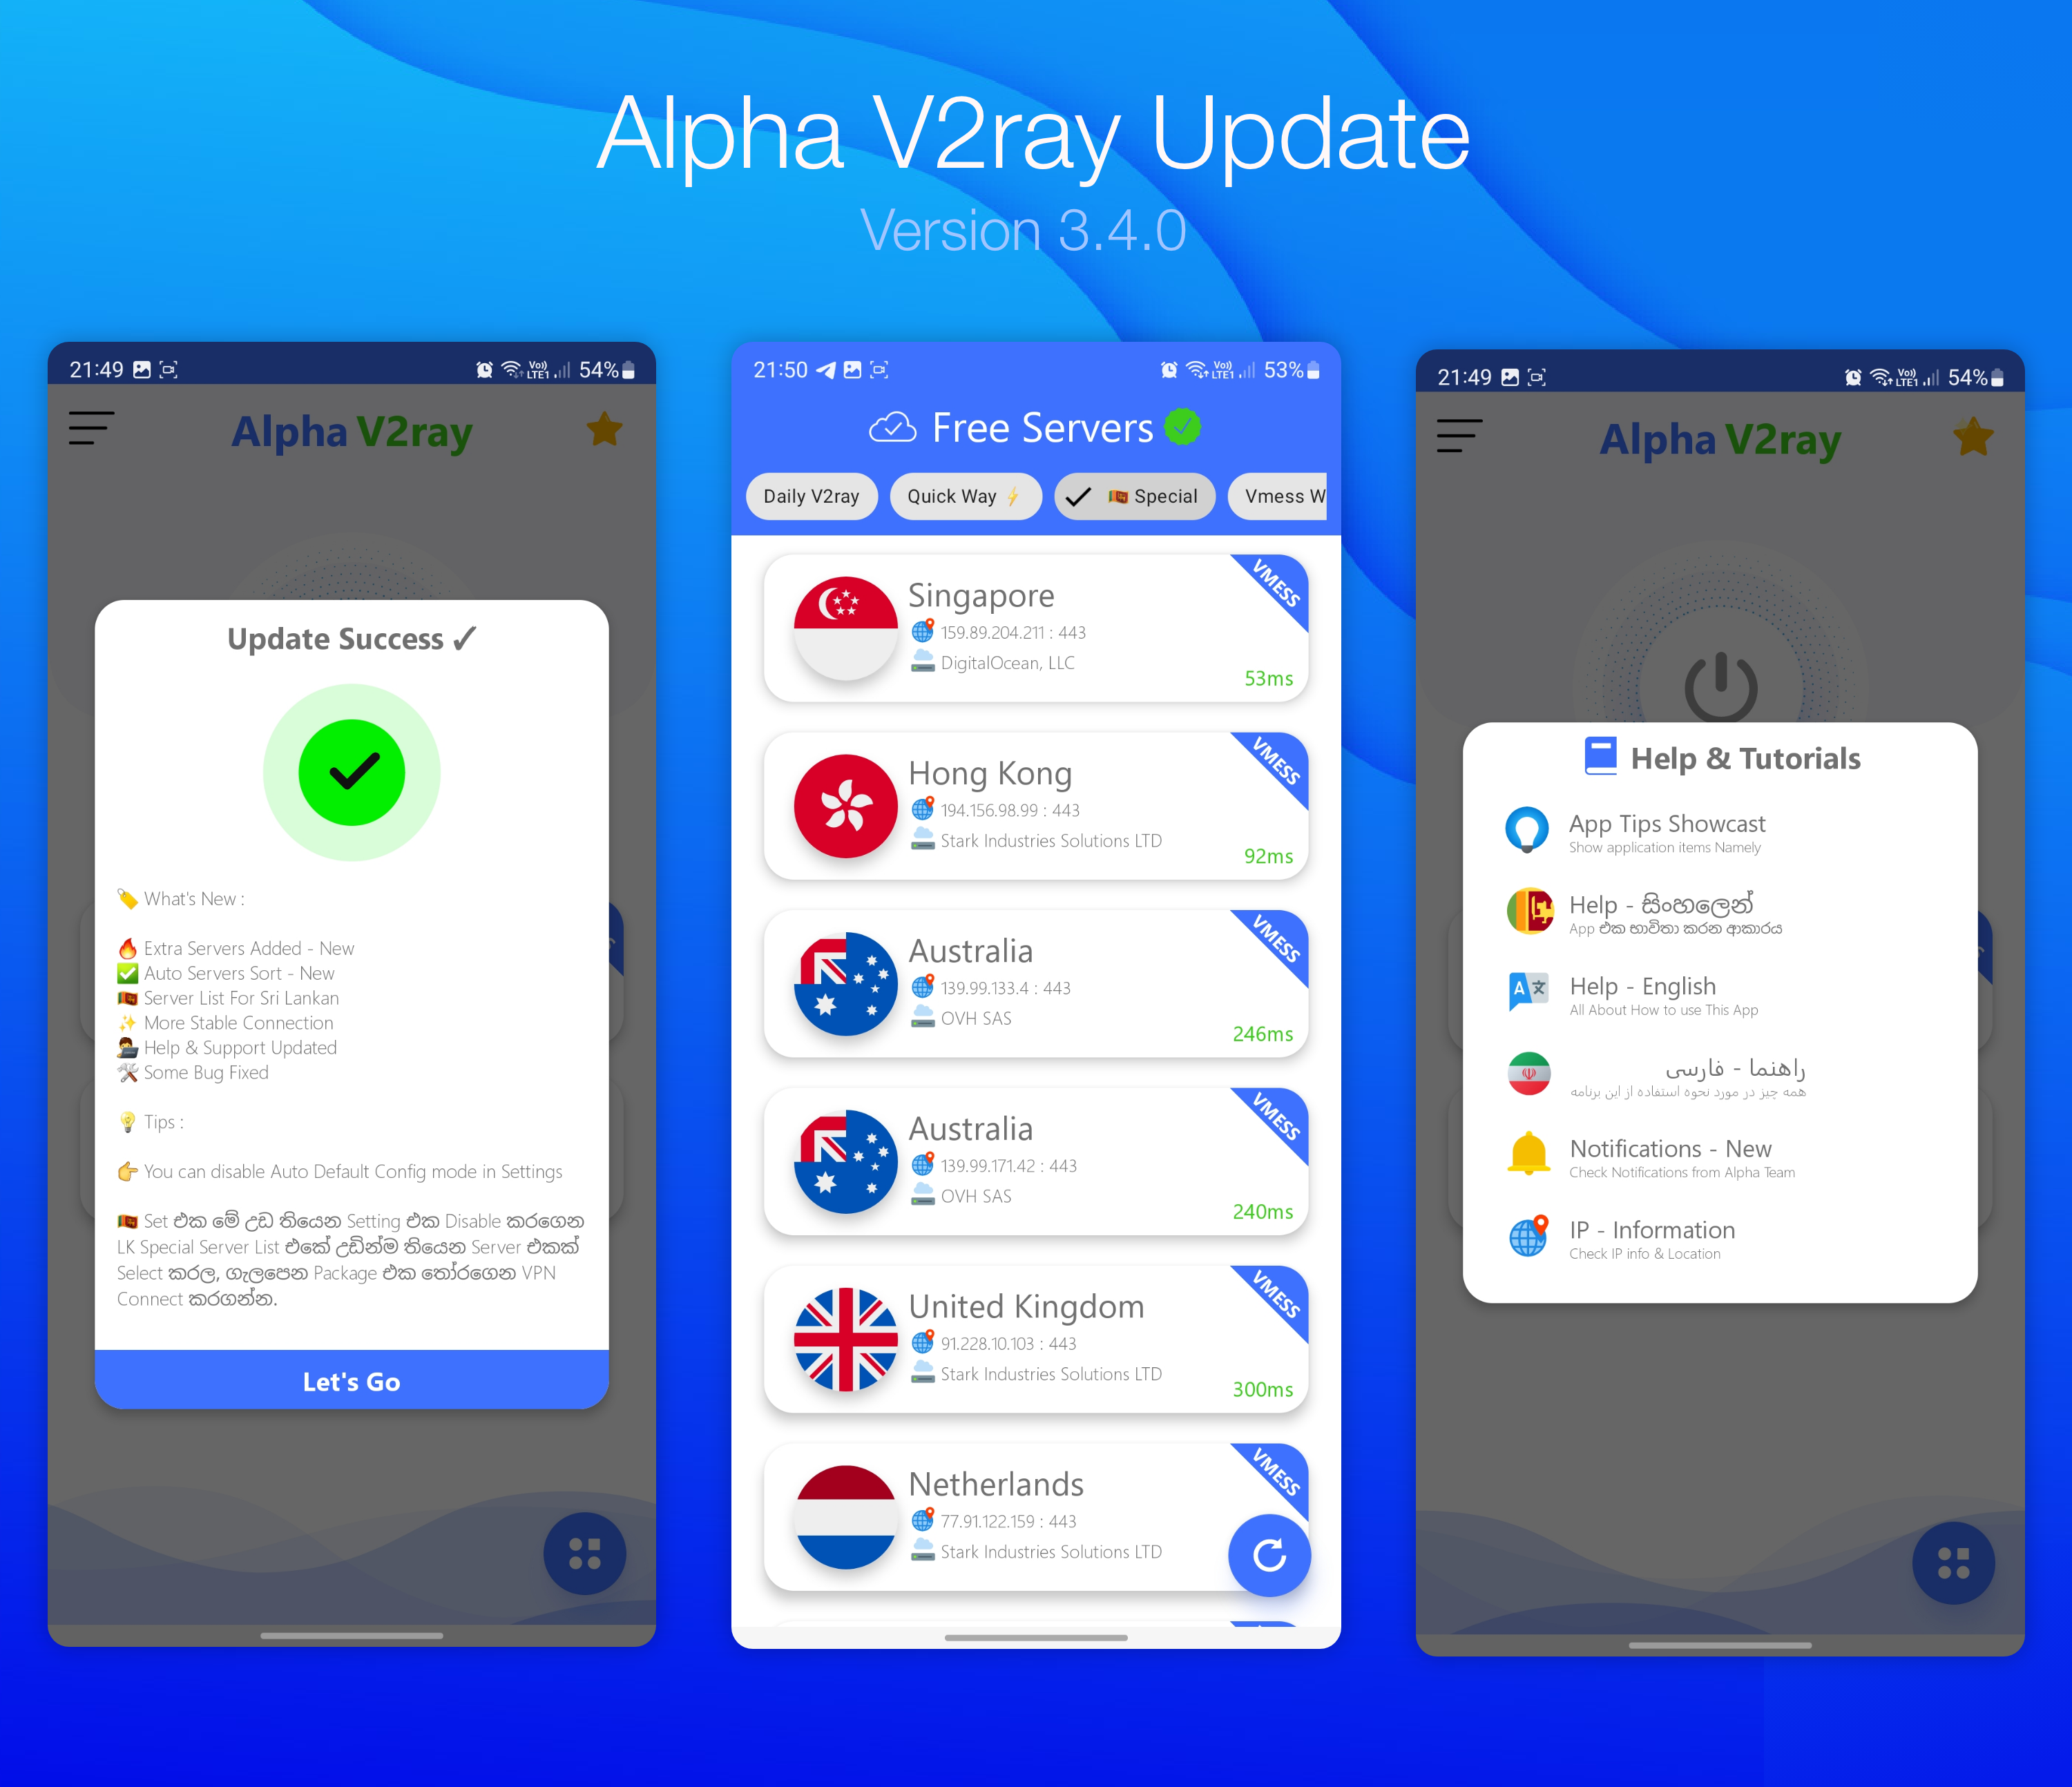 Alpha V2ray Update
Version 3.4.0
21:49
Vo)) LTE1
54%
Alpha V2ray
Update Success ✓
What's New :
Extra Servers Added - New
Auto Servers Sort - New
Server List For Sri Lankan
More Stable Connection
Help & Support Updated
Some Bug Fixed
Tips :
You can disable Auto Default Config mode in Settings
Set එක මේ උඩ තියෙන Setting එක Disable කරගෙන
LK Special Server List එකේ උඩින්ම තියෙන Server එකක්
Select කරල, ගැලපෙන Package එක තෝරගෙන VPN
Connect කරගන්න.
Let's Go
21:50
Vo)) LTE1
53%
Free Servers
Daily V2ray
Quick Way
Special
Vmess W
Singapore
VMESS
159.89.204.211 : 443
DigitalOcean, LLC
53ms
Hong Kong
VMESS
194.156.98.99 : 443
Stark Industries Solutions LTD
92ms
Australia
VMESS
139.99.133.4 : 443
OVH SAS
246ms
Australia
VMESS
139.99.171.42 : 443
OVH SAS
240ms
United Kingdom
VMESS
91.228.10.103 : 443
Stark Industries Solutions LTD
300ms
Netherlands
VMESS
77.91.122.159 : 443
Stark Industries Solutions LTD
21:49
Vo)) LTE1
54%
Alpha V2ray
Help & Tutorials
App Tips Showcast
Show application items Namely
Help - සිංහලෙන්
App එක භාවිතා කරන ආකාරය
Help - English
All About How to use This App
راهنما - فارسی
همه چیز در مورد نحوه استفاده از این برنامه
Notifications - New
Check Notifications from Alpha Team
IP - Information
Check IP info & Location